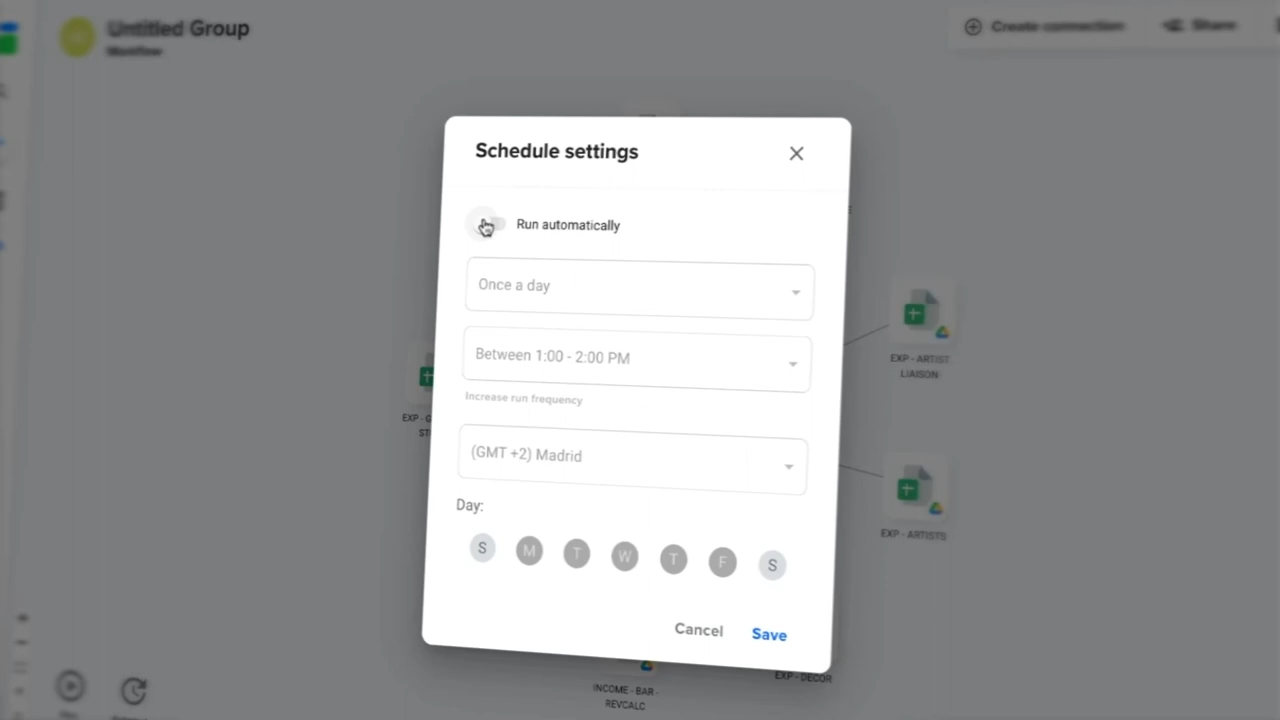 Untitled Group
Workflow
Create connection
Share
Schedule settings
Run automatically
Once a day
Between 1:00 - 2:00 PM
Increase run frequency
(GMT +2) Madrid
Day:
S M T W T F S
Cancel
Save
EXP - ARTIST
LIAISON
EXP - ARTISTS
EXP - DECOR
INCOME - BAR -
REVCALC